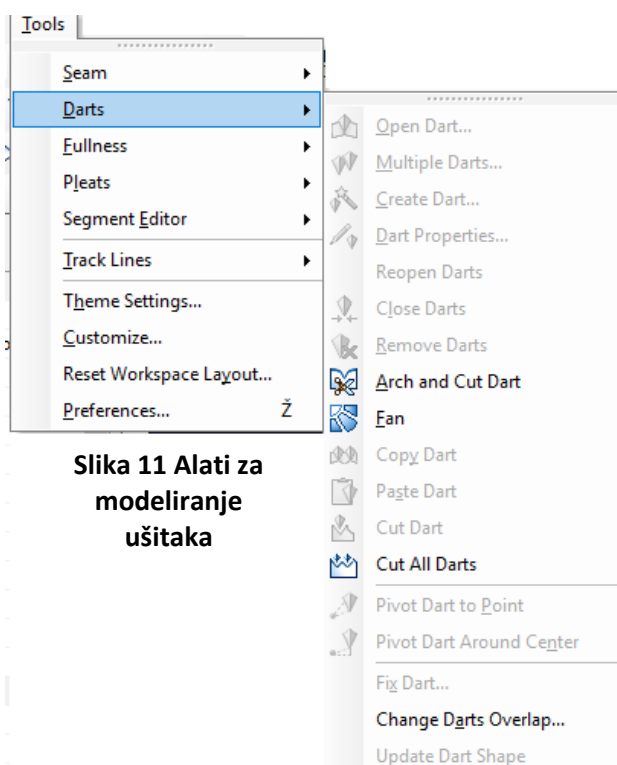 Tools
Seam
Darts
Fullness
Pleats
Segment Editor
Track Lines
Theme Settings...
Customize...
Reset Workspace Layout...
Preferences... Ž
Slika 11 Alati za
modeliranje
ušitaka
Open Dart...
Multiple Darts...
Create Dart...
Dart Properties...
Reopen Darts
Close Darts
Remove Darts
Arch and Cut Dart
Fan
Copy Dart
Paste Dart
Cut Dart
Cut All Darts
Pivot Dart to Point
Pivot Dart Around Center
Fix Dart...
Change Darts Overlap...
Update Dart Shape